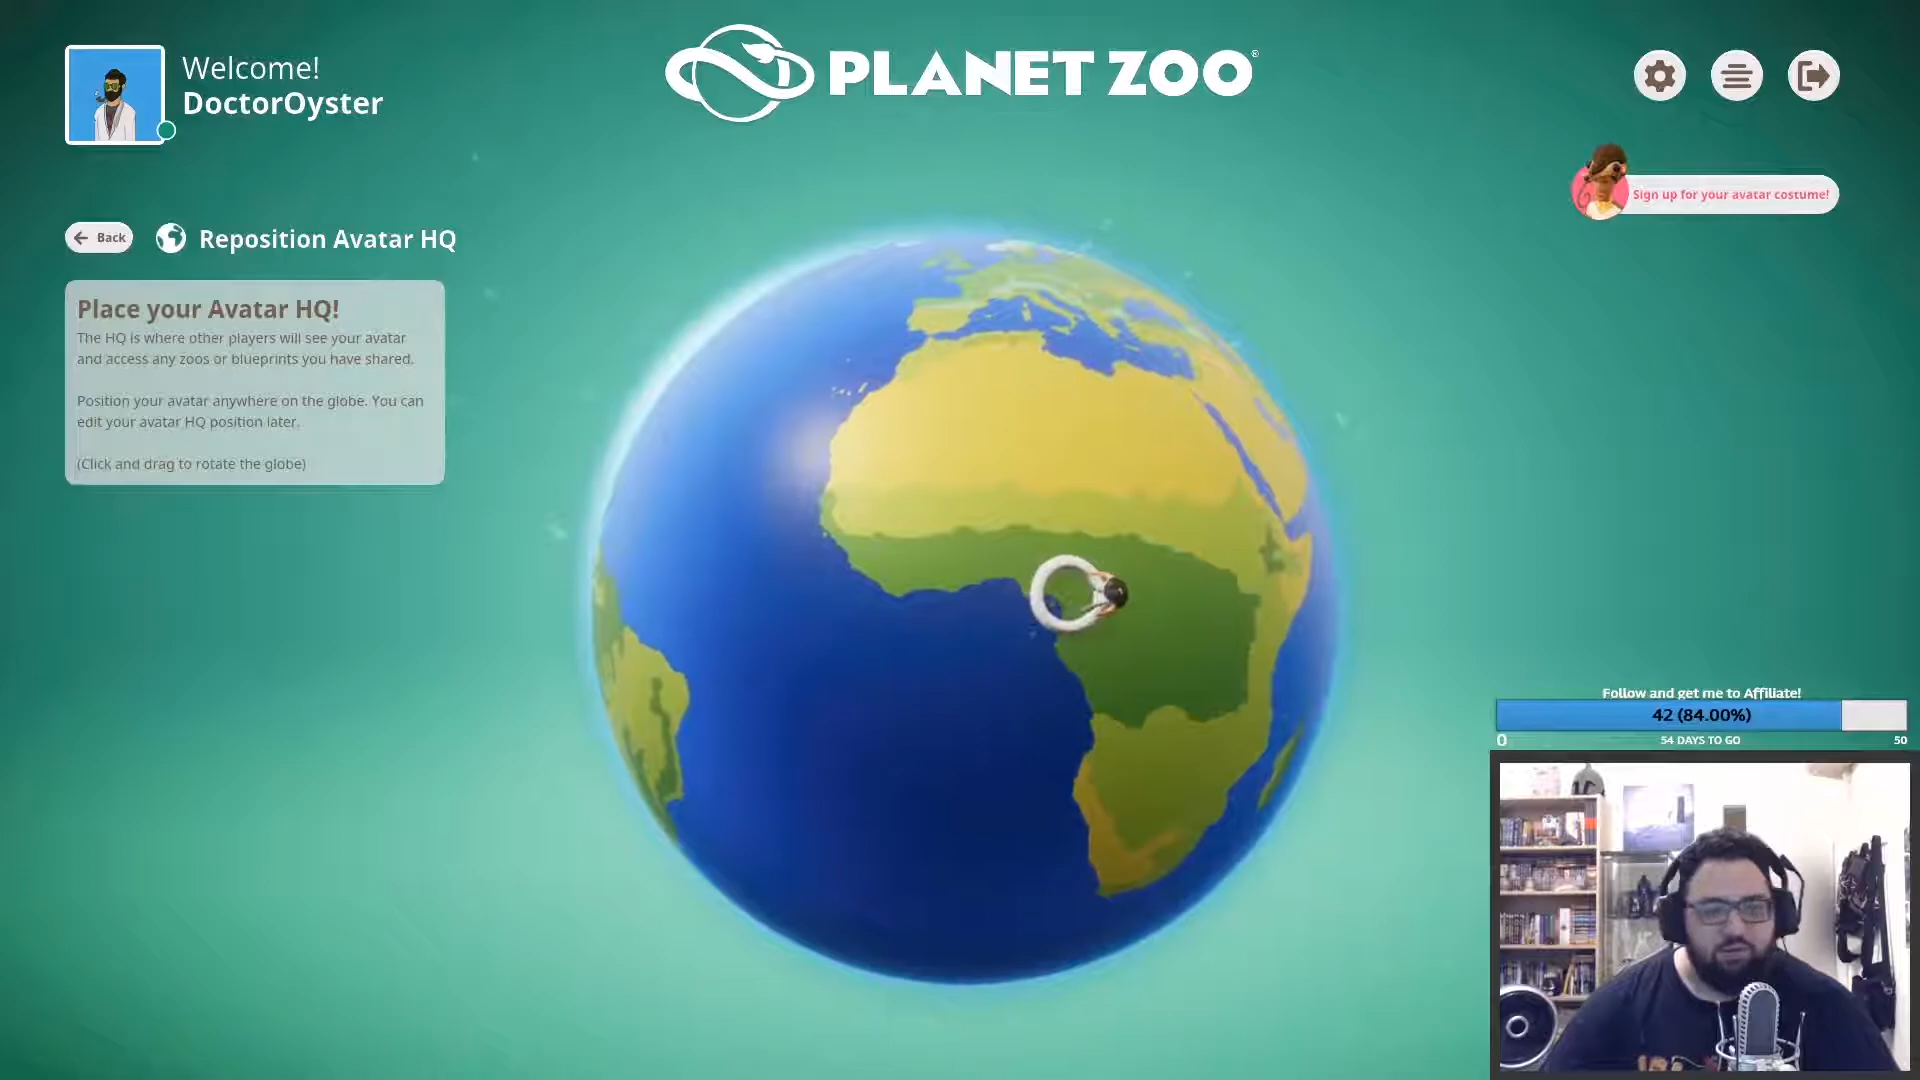 Welcome!
DoctorOyster
PLANET ZOO®
Sign up for your avatar costume!
Back
Reposition Avatar HQ
Place your Avatar HQ!
The HQ is where other players will see your avatar
and access any zoos or blueprints you have shared.
Position your avatar anywhere on the globe. You can
edit your avatar HQ position later.
(Click and drag to rotate the globe)
Follow and get me to Affiliate!
42 (84.00%)
0
54 DAYS TO GO
50